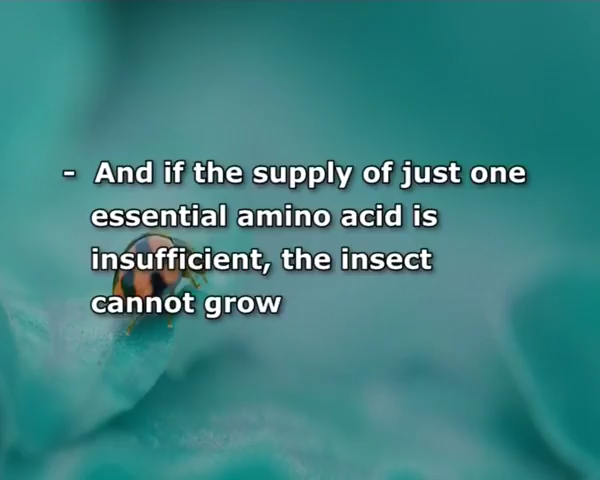 - And if the supply of just one
essential amino acid is
insufficient, the insect
cannot grow